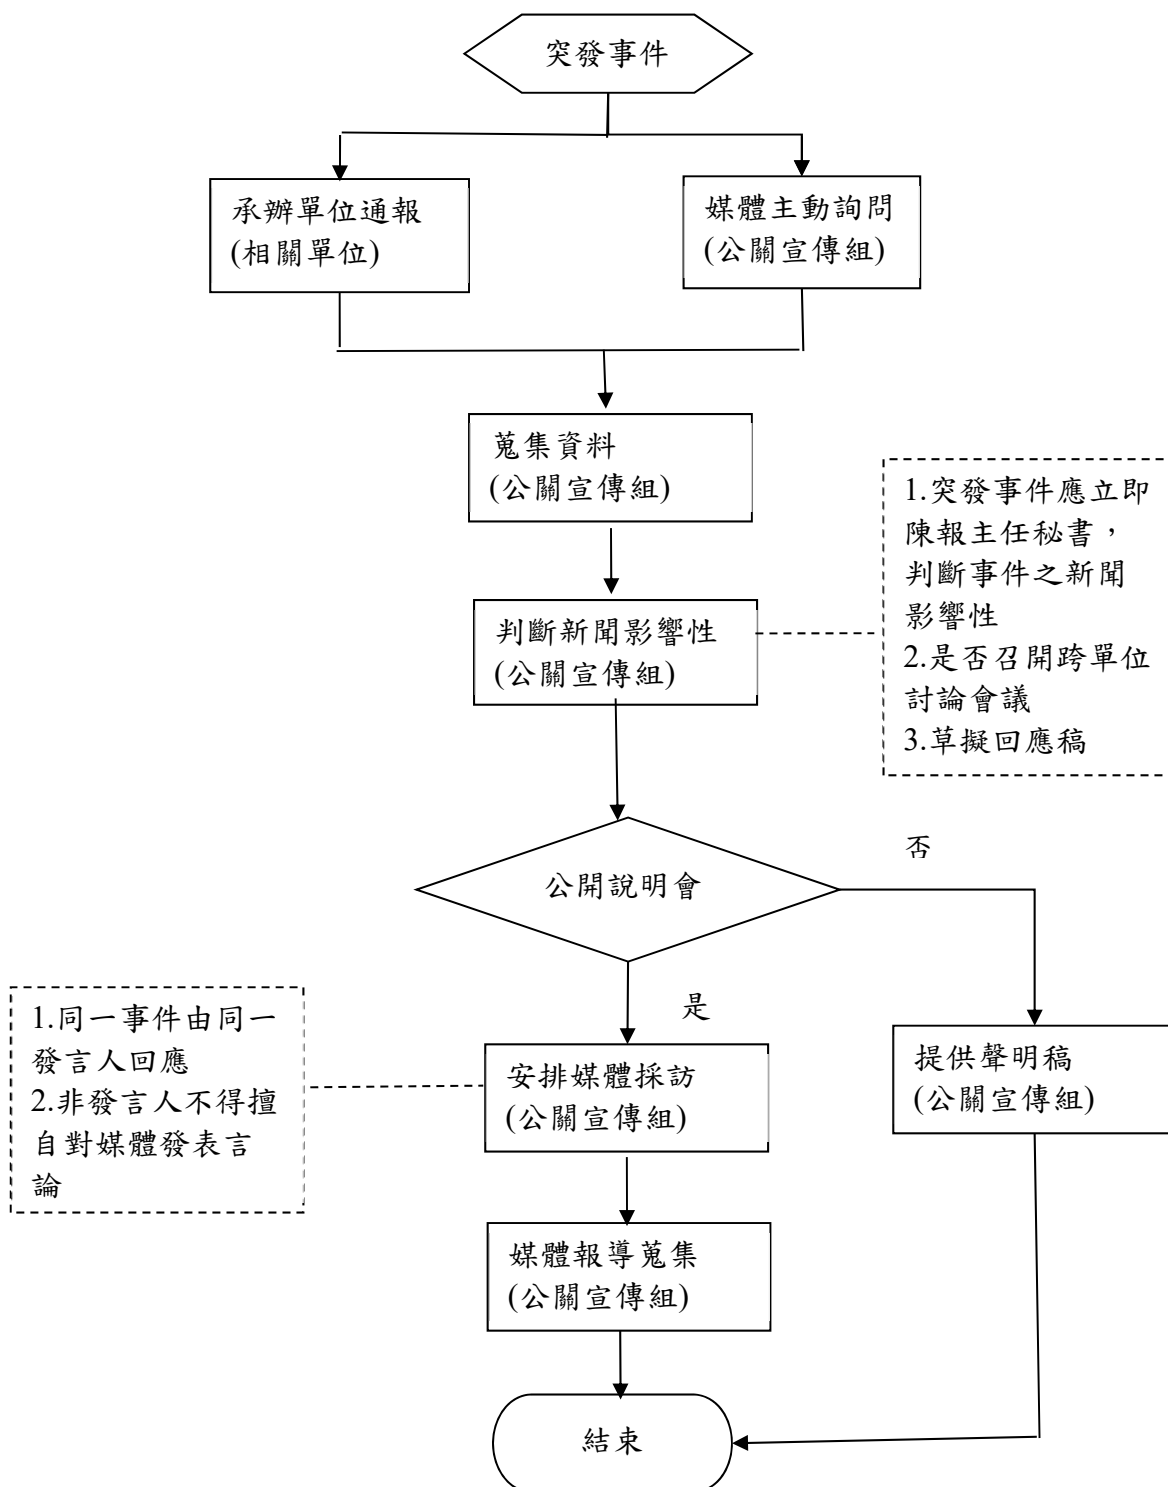 突發事件
承辦單位通報
(相關單位)
媒體主動詢問
(公關宣傳組)
蒐集資料
(公關宣傳組)
判斷新聞影響性
(公關宣傳組)
1.突發事件應立即
陳報主任秘書，
判斷事件之新聞
影響性
2.是否召開跨單位
討論會議
3.草擬回應稿
公開說明會
否
是
1.同一事件由同一
發言人回應
2.非發言人不得擅
自對媒體發表言
論
安排媒體採訪
(公關宣傳組)
提供聲明稿
(公關宣傳組)
媒體報導蒐集
(公關宣傳組)
結束